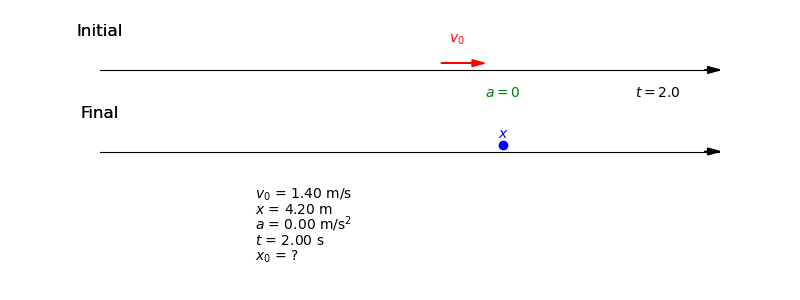 Initial
v₀
a = 0
t = 2.0
Final
x
v₀ = 1.40 m/s
x = 4.20 m
a = 0.00 m/s²
t = 2.00 s
x₀ = ?